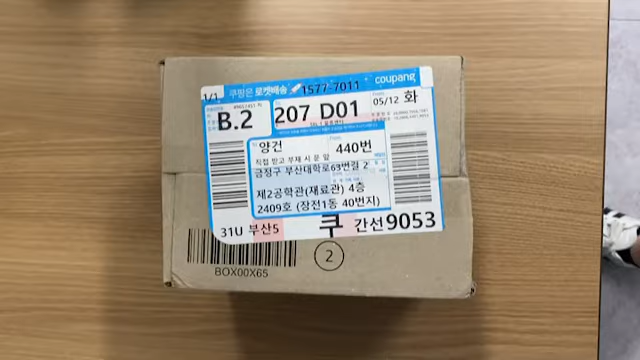 1/1 쿠팡은 로켓배송 1577-7011 coupang
B.2 207 D01 05/12 화
양건 440번
직접 받고 부재 시 문 앞
금정구 부산대학로63번길 2
제2공학관(재료관) 4층
2409호 (장전1동 40번지)
31U 부산5 쿠 간선 9053
BOX00X65 2